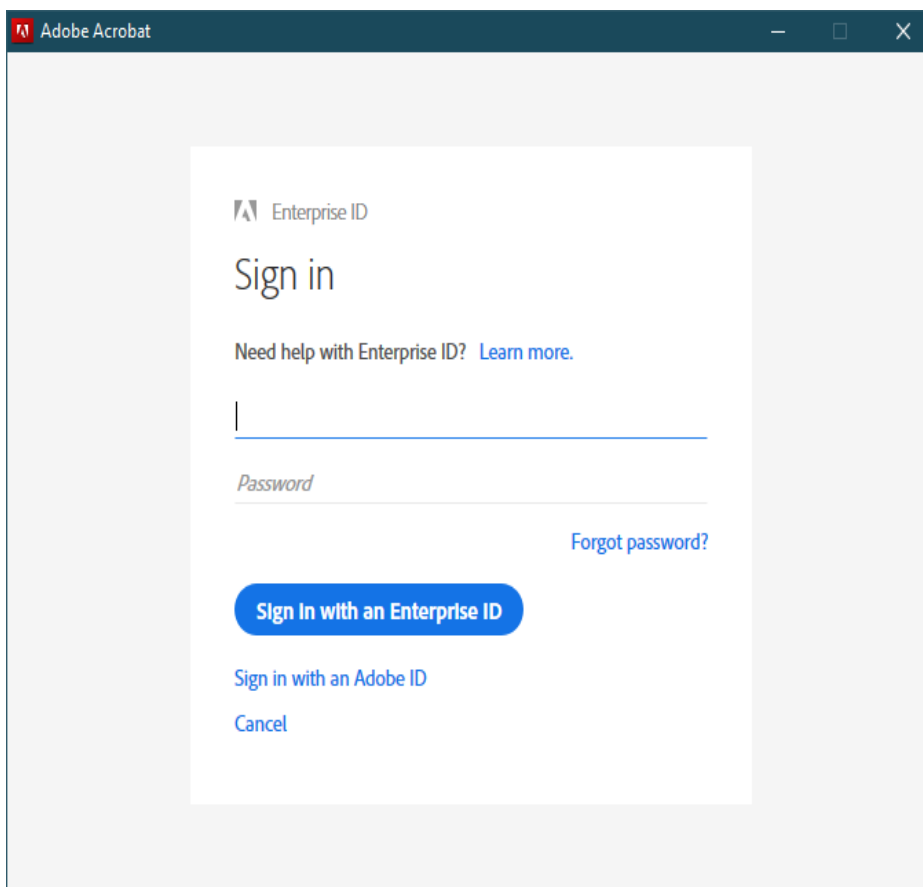 Adobe Acrobat
Enterprise ID
Sign in
Need help with Enterprise ID? Learn more.
Password
Forgot password?
Sign in with an Enterprise ID
Sign in with an Adobe ID
Cancel